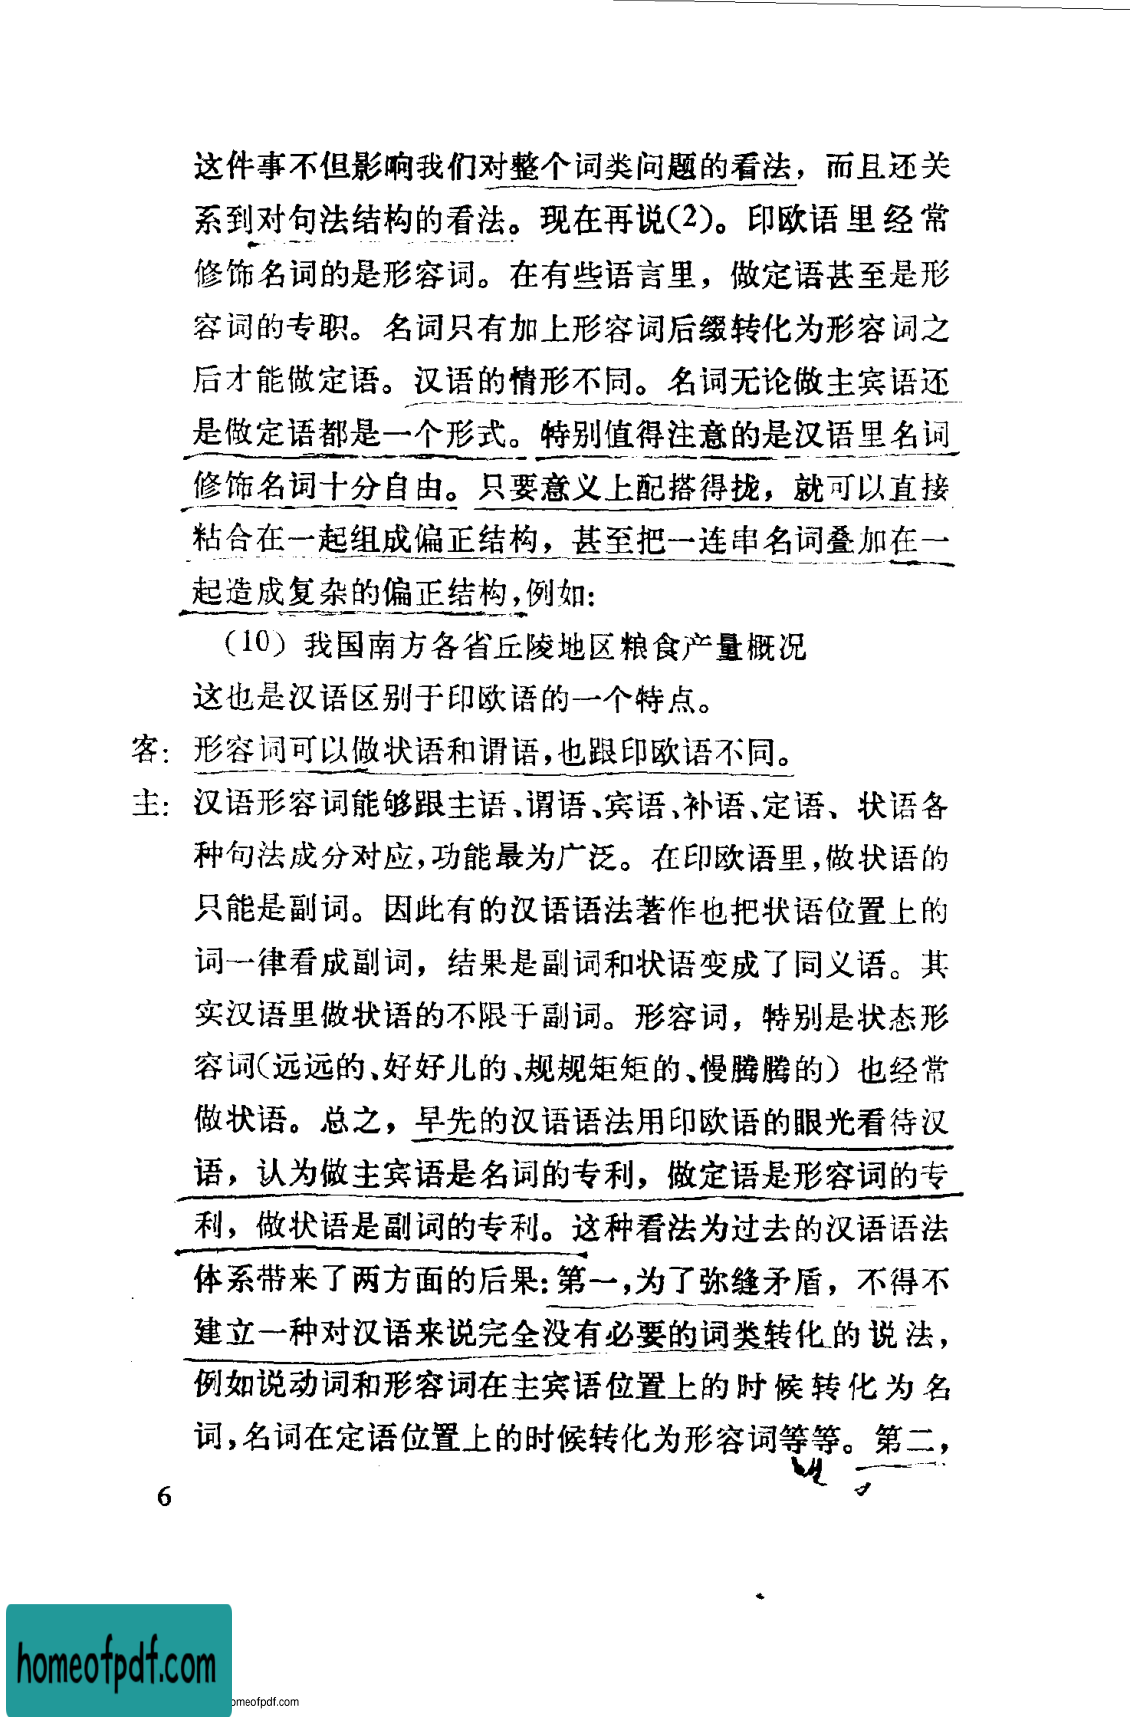 这件事不但影响我们对整个词类问题的看法，而且还关
系到对句法结构的看法。现在再说(2)。印欧语里经常
修饰名词的是形容词。在有些语言里，做定语甚至是形
容词的专职。名词只有加上形容词后缀转化为形容词之
后才能做定语。汉语的情形不同。名词无论做主宾语还
是做定语都是一个形式。特别值得注意的是汉语里名词
修饰名词十分自由。只要意义上配搭得拢，就可以直接
粘合在一起组成偏正结构，甚至把一连串名词叠加在一
起造成复杂的偏正结构，例如：
（10）我国南方各省丘陵地区粮食产量概况
这也是汉语区别于印欧语的一个特点。
客：形容词可以做状语和谓语，也跟印欧语不同。
主：汉语形容词能够跟主语、谓语、宾语、补语、定语、状语各
种句法成分对应，功能最为广泛。在印欧语里，做状语的
只能是副词。因此有的汉语语法著作也把状语位置上的
词一律看成副词，结果是副词和状语变成了同义语。其
实汉语里做状语的不限于副词。形容词，特别是状态形
容词（远远的、好好儿的、规规矩矩的、慢腾腾的）也经常
做状语。总之，早先的汉语语法用印欧语的眼光看待汉
语，认为做主宾语是名词的专利，做定语是形容词的专
利，做状语是副词的专利。这种看法为过去的汉语语法
体系带来了两方面的后果：第一，为了弥缝矛盾，不得不
建立一种对汉语来说完全没有必要的词类转化的说法，
例如说动词和形容词在主宾语位置上的时候转化为名
词，名词在定语位置上的时候转化为形容词等等。第二，
6
homeofpdf.com
omeofpdf.com